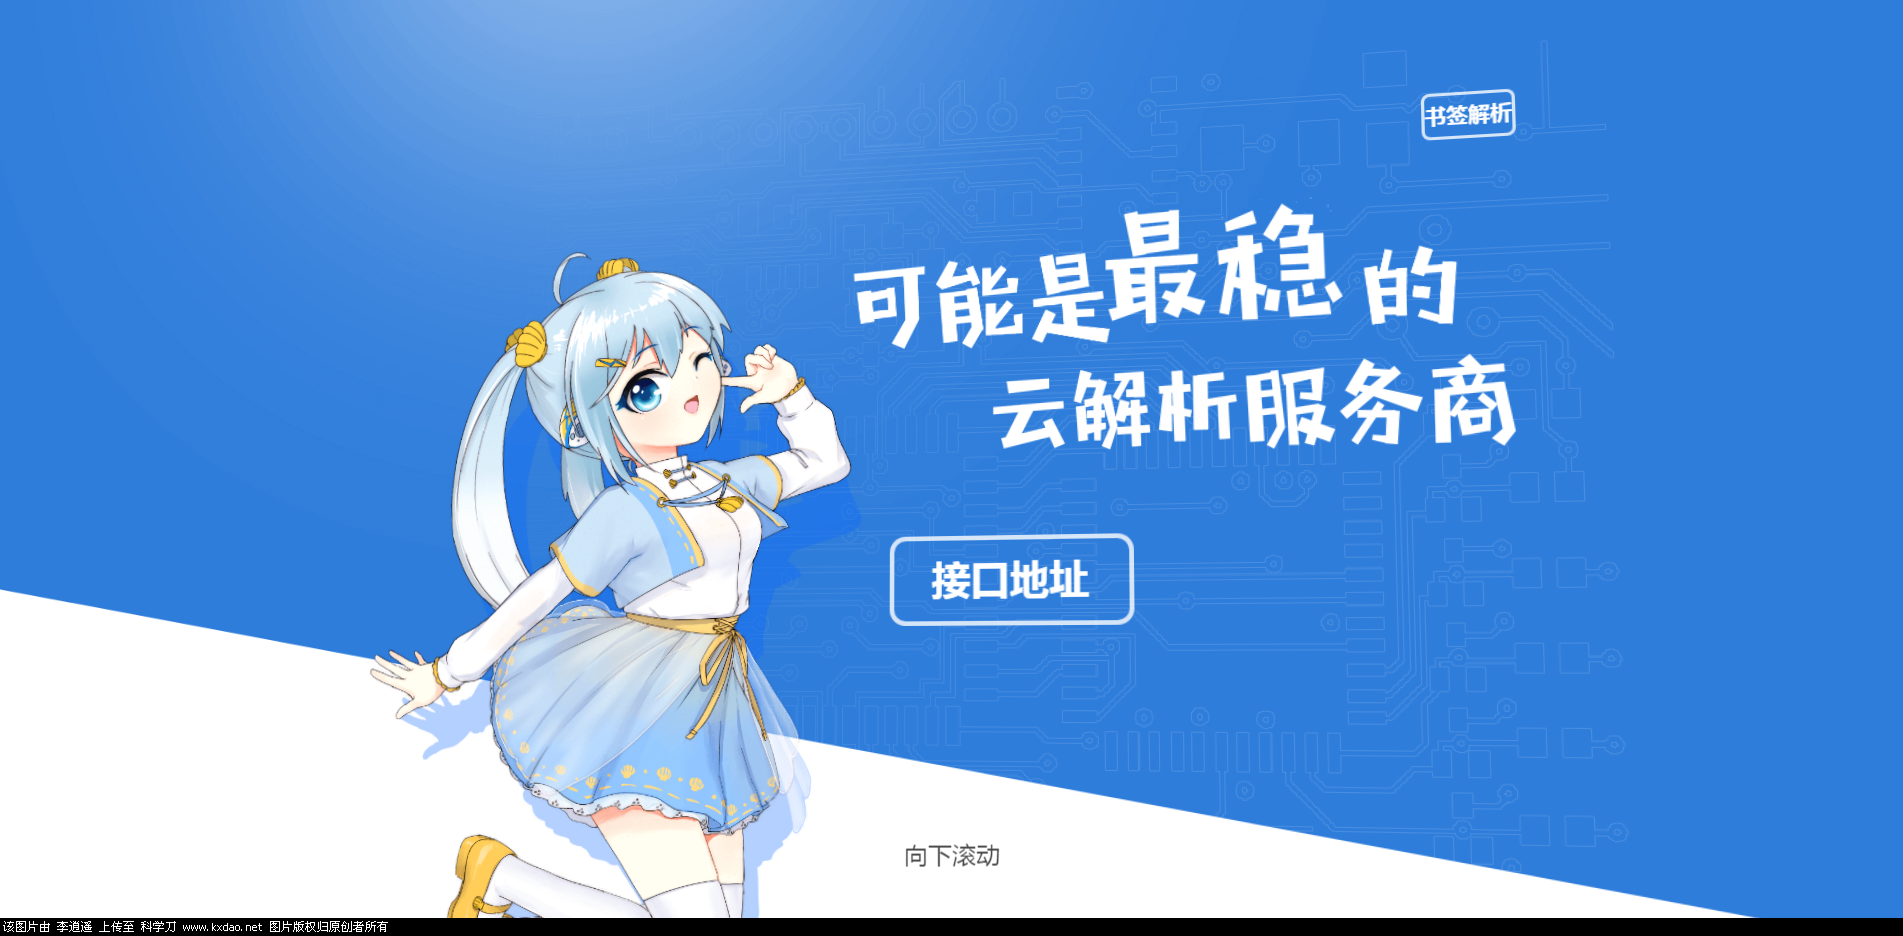 书签解析
可能是最稳的
云解析服务商
接口地址
向下滚动
该图片由 李逍遥 上传至 科学刀 www.kxdao.net 图片版权归原创者所有